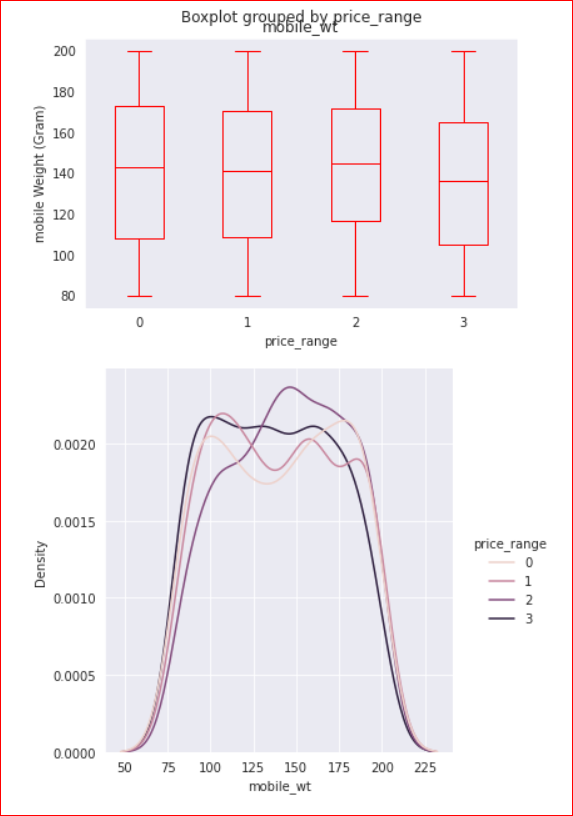 Boxplot grouped by price_range
mobile_wt
200
180
160
140
120
100
80
mobile Weight (Gram)
0 1 2 3
price_range
0.0020
0.0015
0.0010
0.0005
0.0000
Density
50 75 100 125 150 175 200 225
mobile_wt
price_range
0
1
2
3